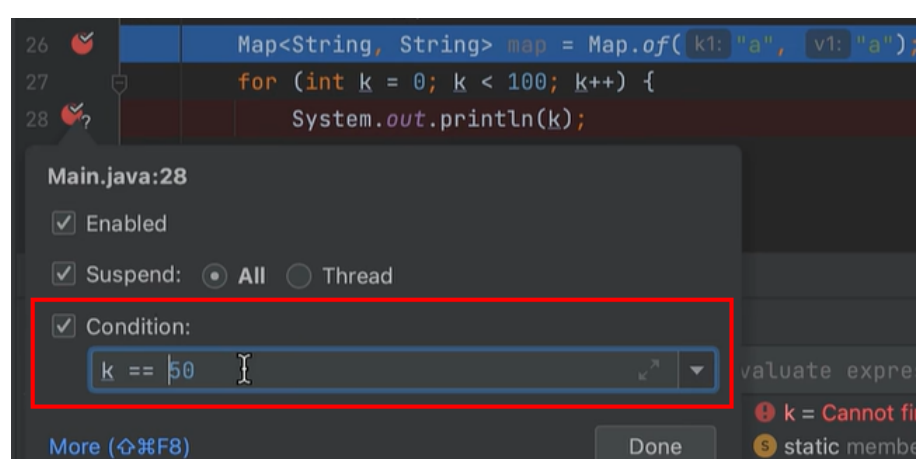 26 Map<String, String> map = Map.of( k1: "a", v1: "a");
27 for (int k = 0; k < 100; k++) {
28 ? System.out.println(k);
Main.java:28
Enabled
Suspend: All Thread
Condition:
k == 50
valuate expre
! k = Cannot fi
More (⇧⌘F8) Done
s static membe